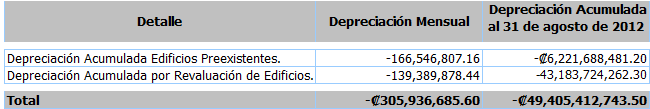 Detalle Depreciación Mensual Depreciación Acumulada al 31 de agosto de 2012
Depreciación Acumulada Edificios Preexistentes. -166,546,807.16 -₡6,221,688,481.20
Depreciación Acumulada por Revaluación de Edificios. -139,389,878.44 -43,183,724,262.30
Total -₡305,936,685.60 -₡49,405,412,743.50